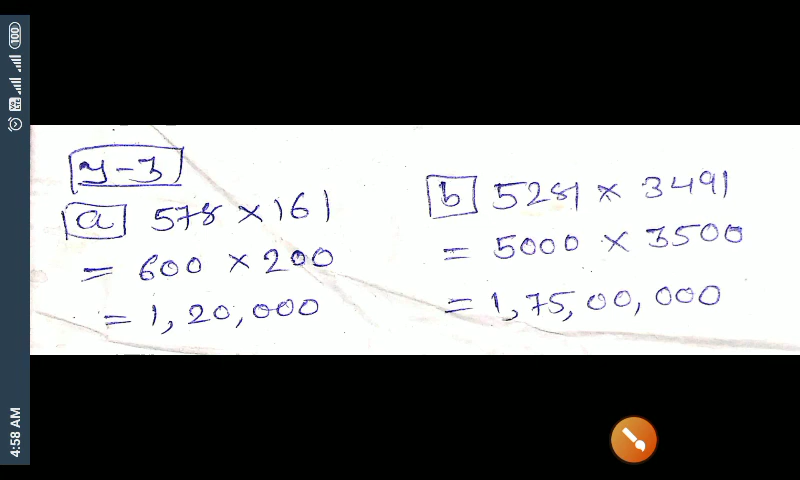 4:58 AM
100
y-3
a 578 × 161
= 600 × 200
= 1,20,000
b 5281 × 3491
= 5000 × 3500
= 1,75,00,000